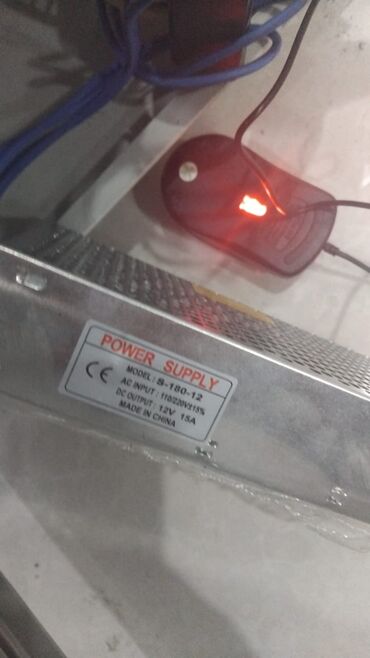 POWER SUPPLY
CE
MODEL: S-180-12
AC INPUT: 110/220V±15%
DC OUTPUT: 12V 15A
MADE IN CHINA